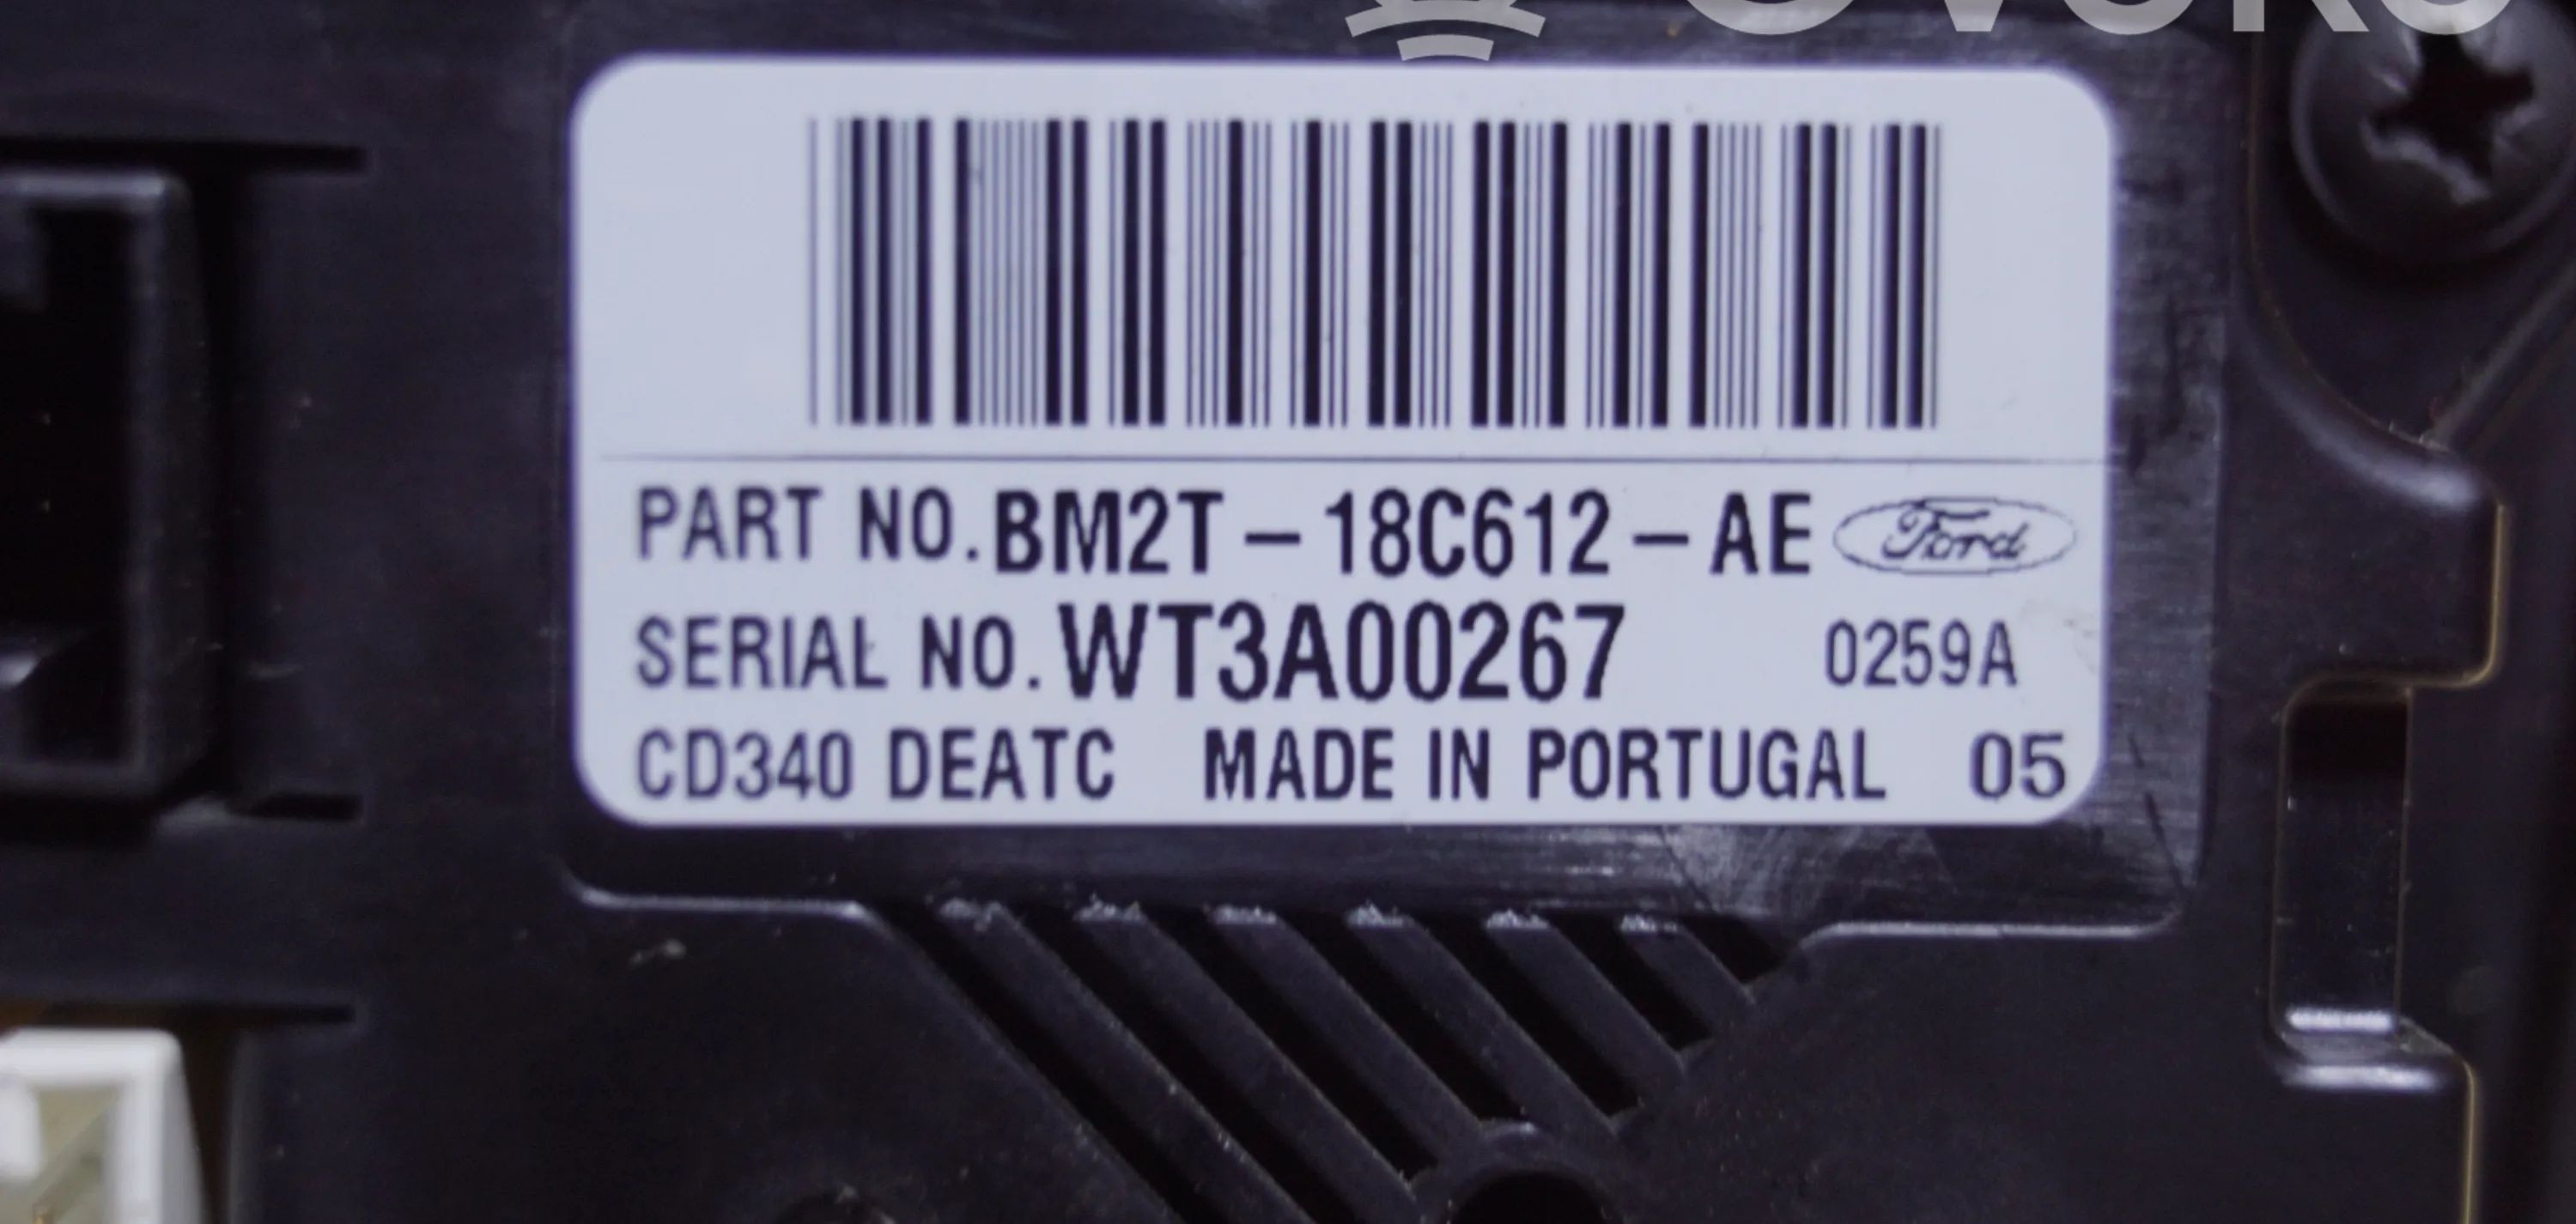 PART NO. BM2T-18C612-AE Ford
SERIAL NO. WT3A00267 0259A
CD340 DEATC MADE IN PORTUGAL 05